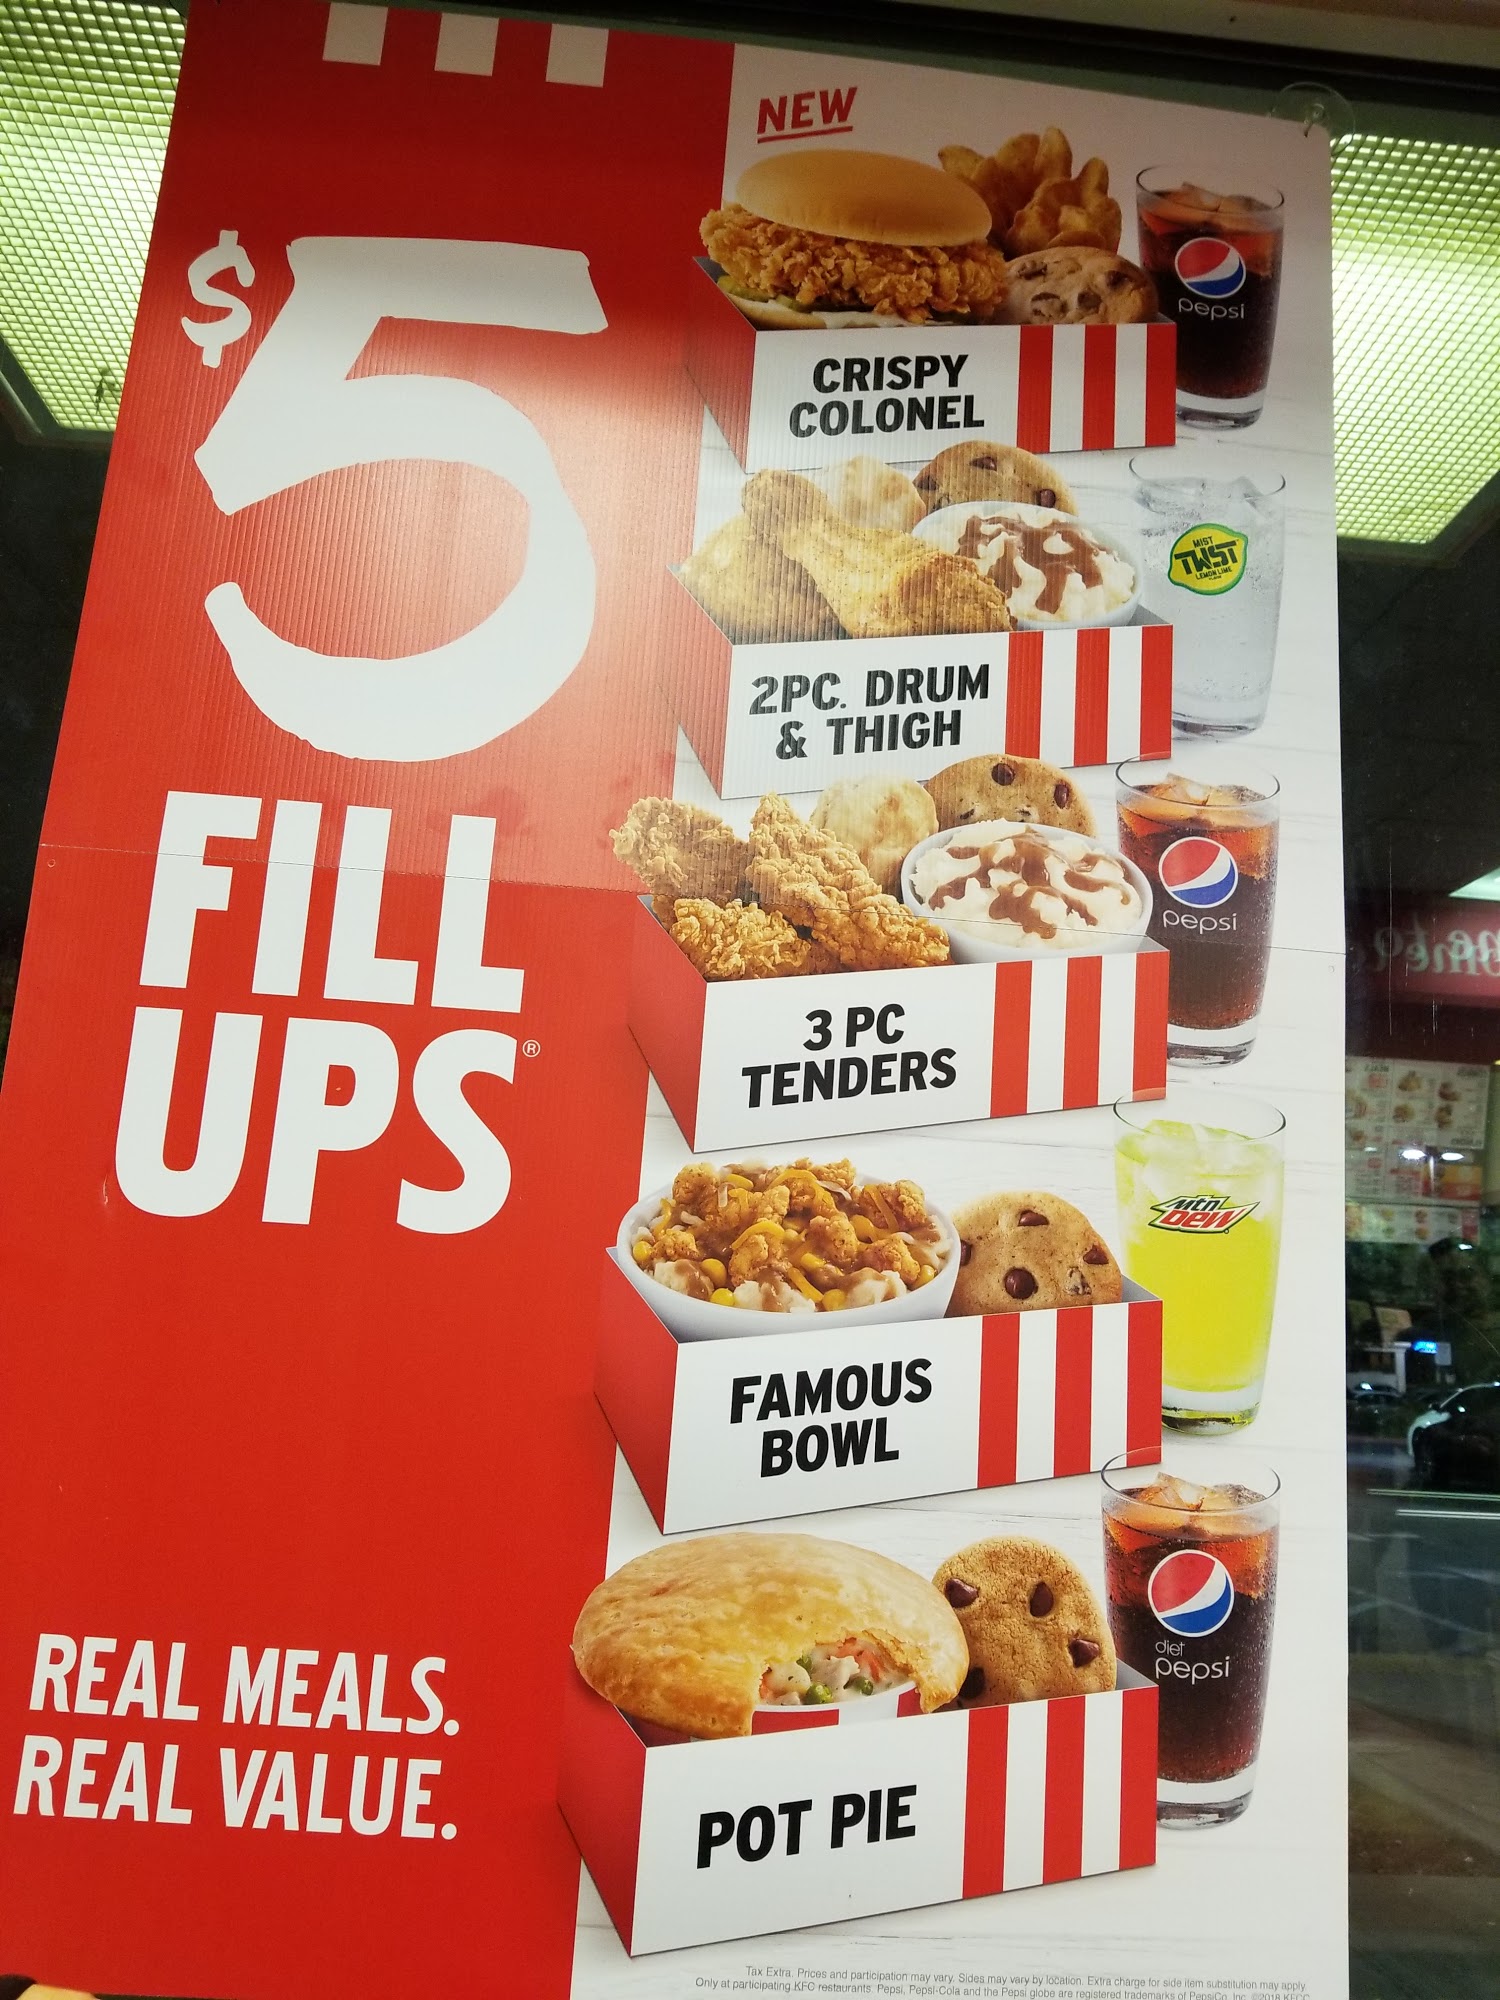 $5
FILL
UPS®
REAL MEALS.
REAL VALUE.
NEW
pepsi
CRISPY
COLONEL
MIST
TWST
LEMON LIME
2PC. DRUM
& THIGH
pepsi
3 PC
TENDERS
Mtn
DEW
FAMOUS
BOWL
diet
pepsi
POT PIE
Tax Extra. Prices and participation may vary. Sides may vary by location. Extra charge for side item substitution may apply.
Only at participating KFC restaurants. Pepsi, Pepsi-Cola and the Pepsi globe are registered trademarks of PepsiCo, Inc. ©2018 KFCC